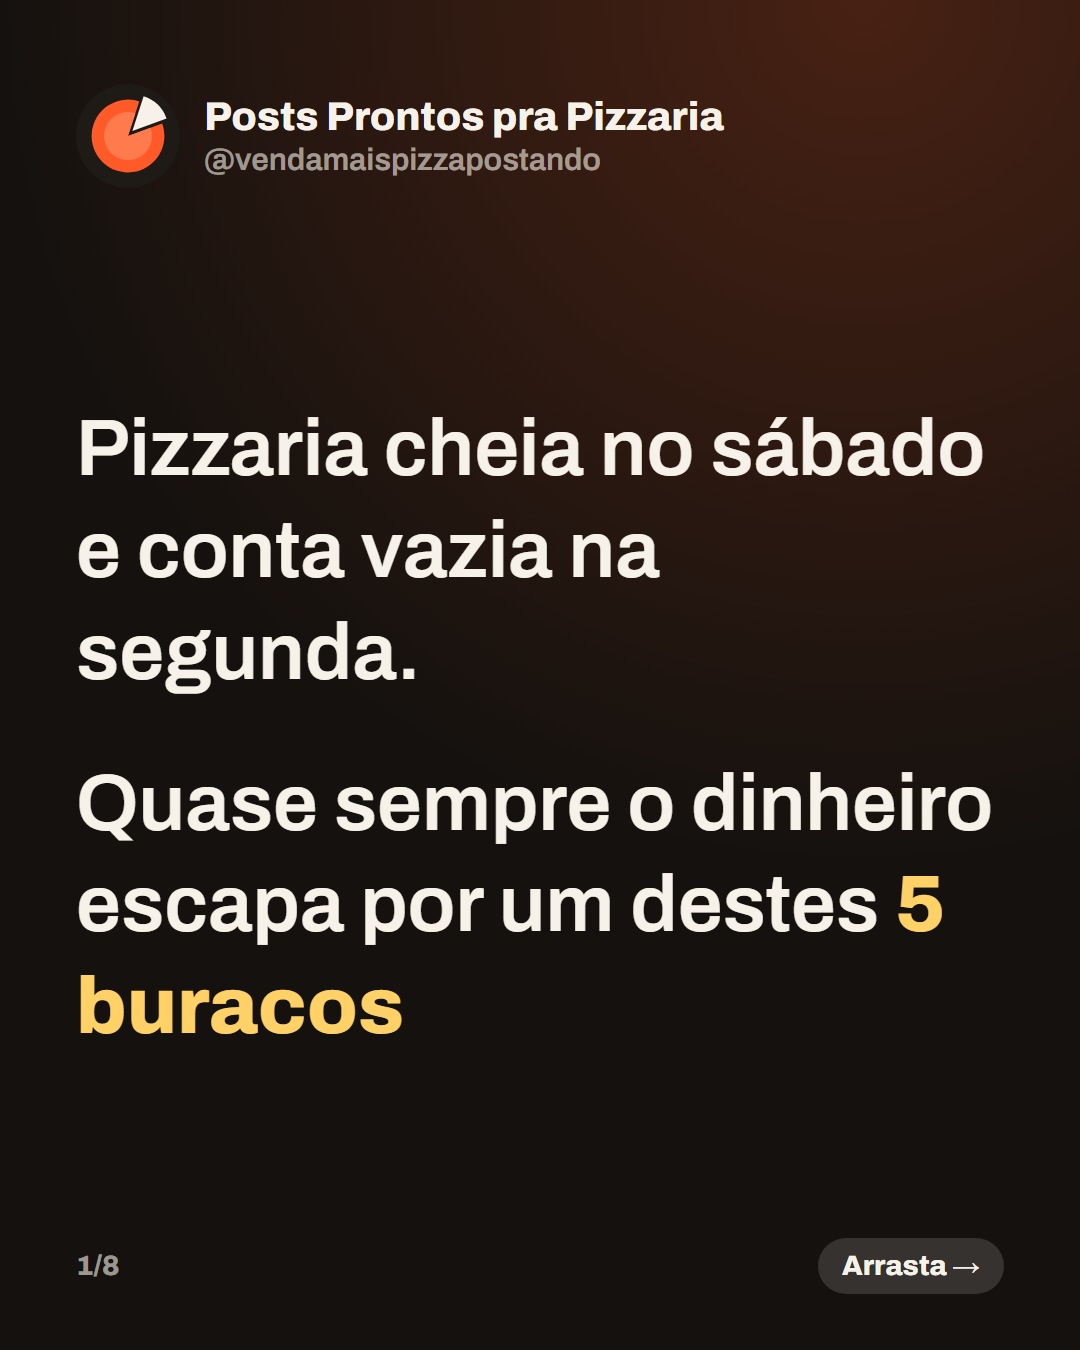 Posts Prontos pra Pizzaria
@vendamaispizzapostando
Pizzaria cheia no sábado
e conta vazia na
segunda.
Quase sempre o dinheiro
escapa por um destes 5
buracos
1/8
Arrasta →